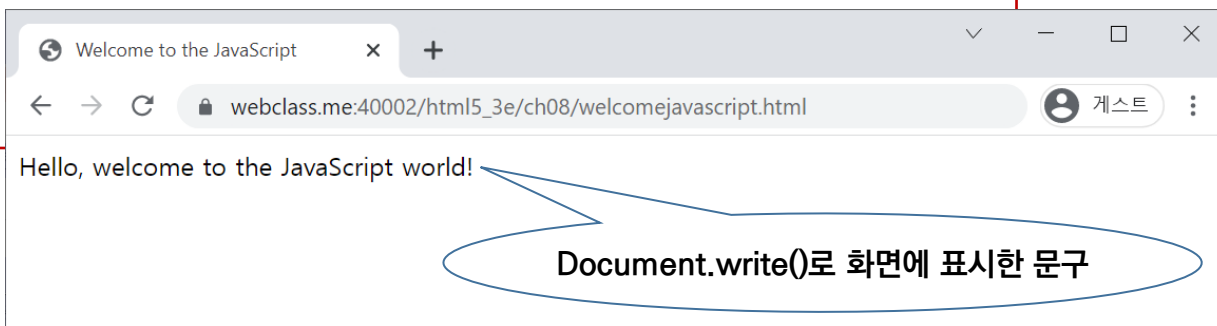 Welcome to the JavaScript
webclass.me:40002/html5_3e/ch08/welcomejavascript.html
게스트
Hello, welcome to the JavaScript world!
Document.write()로 화면에 표시한 문구